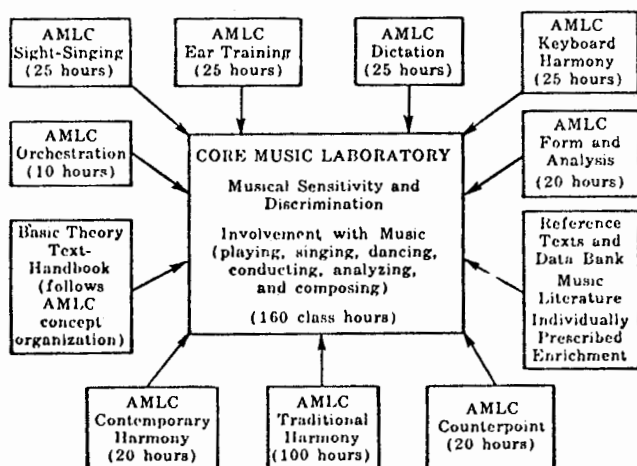 AMLC
Sight-Singing
(25 hours)
AMLC
Ear Training
(25 hours)
AMLC
Dictation
(25 hours)
AMLC
Keyboard
Harmony
(25 hours)
AMLC
Orchestration
(10 hours)
CORE MUSIC LABORATORY
Musical Sensitivity and
Discrimination
Involvement with Music
(playing, singing, dancing,
conducting, analyzing,
and composing)
(160 class hours)
AMLC
Form and
Analysis
(20 hours)
Basic Theory
Text-
Handbook
(follows
AMLC
concept
organization)
Reference
Texts and
Data Bank
Music
Literature
Individually
Prescribed
Enrichment
AMLC
Contemporary
Harmony
(20 hours)
AMLC
Traditional
Harmony
(100 hours)
AMLC
Counterpoint
(20 hours)